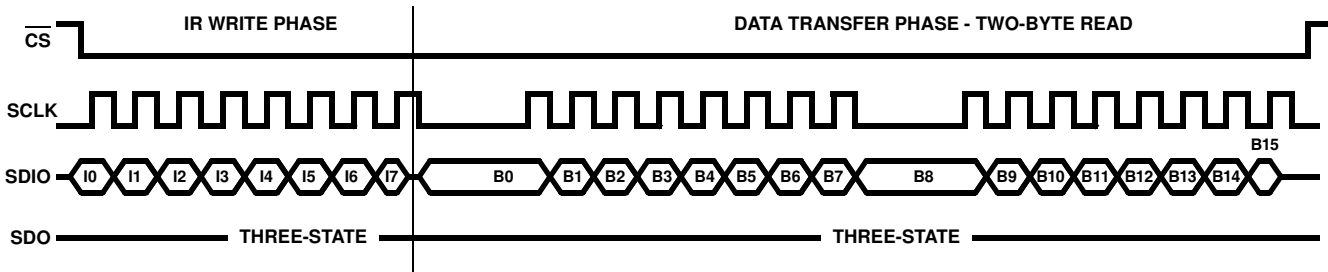 IR WRITE PHASE
DATA TRANSFER PHASE - TWO-BYTE READ
CS
SCLK
B15
SDIO I0 I1 I2 I3 I4 I5 I6 I7 B0 B1 B2 B3 B4 B5 B6 B7 B8 B9 B10 B11 B12 B13 B14
SDO THREE-STATE THREE-STATE